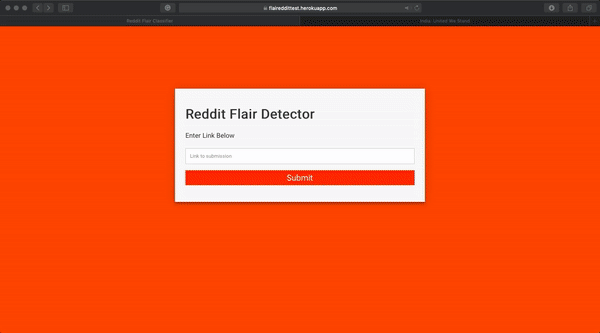 flaireddittest.herokuapp.com
Reddit Flair Classifier
India, United We Stand
Reddit Flair Detector
Enter Link Below
Link to submission
Submit